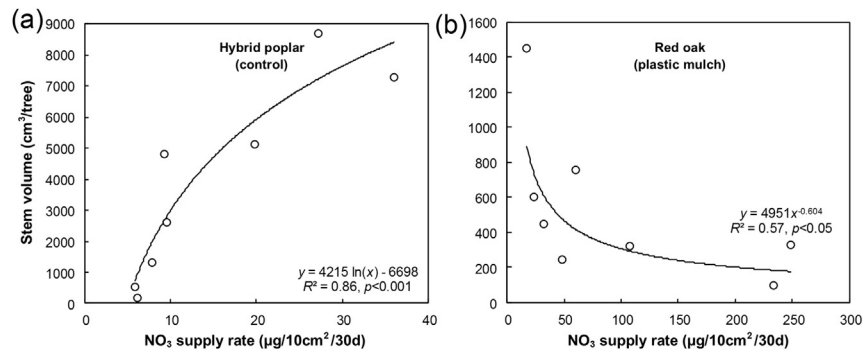 (a)
Hybrid poplar
(control)
Stem volume (cm³/tree)
9000
8000
7000
6000
5000
4000
3000
2000
1000
0
y = 4215 ln(x) - 6698
R² = 0.86, p<0.001
0 10 20 30 40
NO₃ supply rate (µg/10cm²/30d)
(b)
Red oak
(plastic mulch)
1600
1400
1200
1000
800
600
400
200
0
y = 4951x⁻⁰·⁶⁰⁴
R² = 0.57, p<0.05
0 50 100 150 200 250 300
NO₃ supply rate (µg/10cm²/30d)